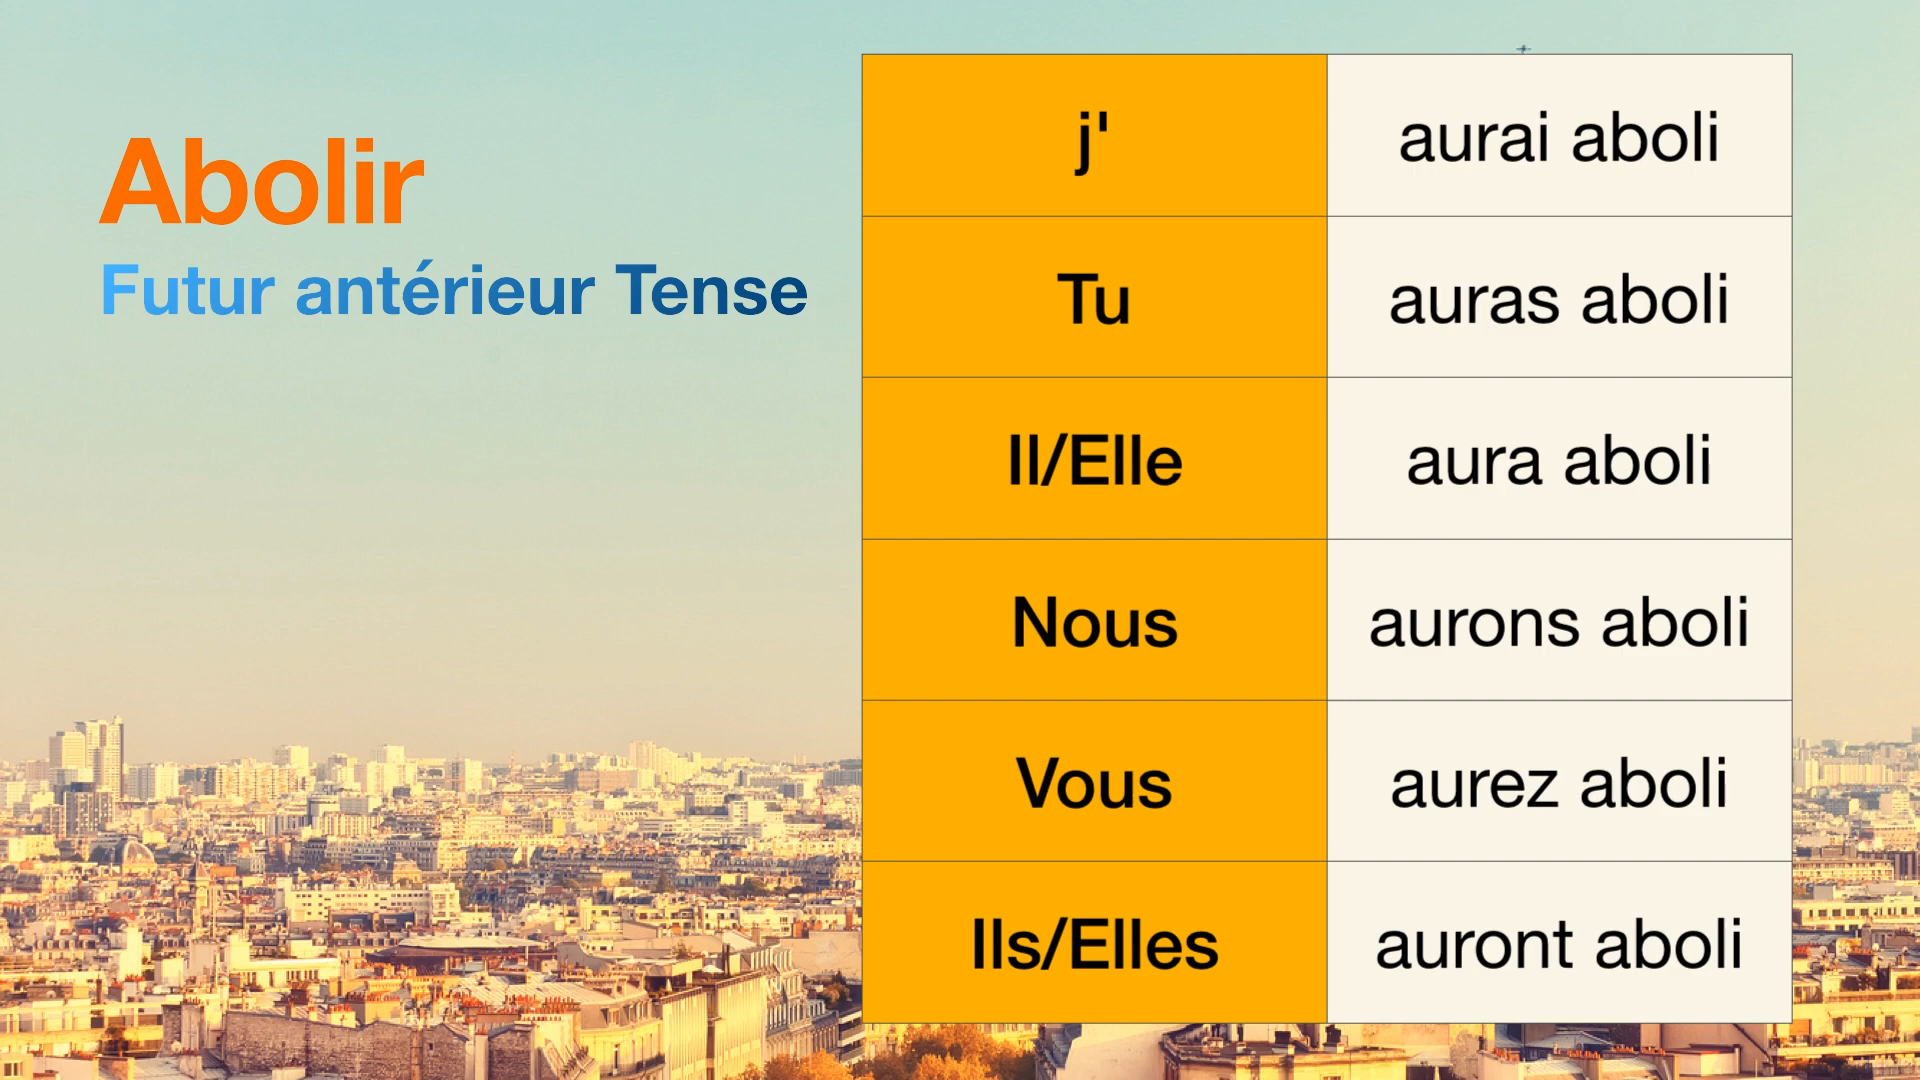 Abolir
Futur antérieur Tense
j' aurai aboli
Tu auras aboli
Il/Elle aura aboli
Nous aurons aboli
Vous aurez aboli
Ils/Elles auront aboli